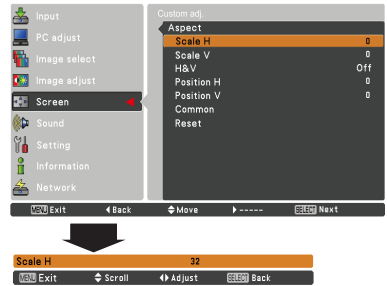 Input
PC adjust
Image select
Image adjust
Screen
Sound
Setting
Information
Network
Custom adj.
Aspect
Scale H 0
Scale V 0
H&V Off
Position H 0
Position V 0
Common
Reset
MENU Exit Back Move ----- SELECT Next
Scale H 32
MENU Exit Scroll Adjust SELECT Back